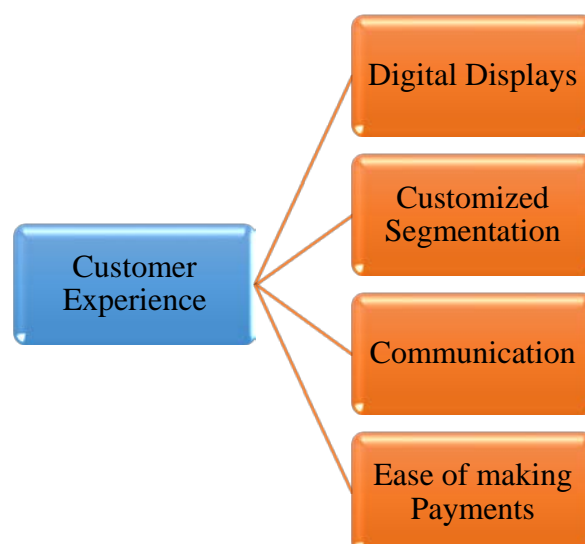 Digital Displays
Customized
Segmentation
Customer
Experience
Communication
Ease of making
Payments